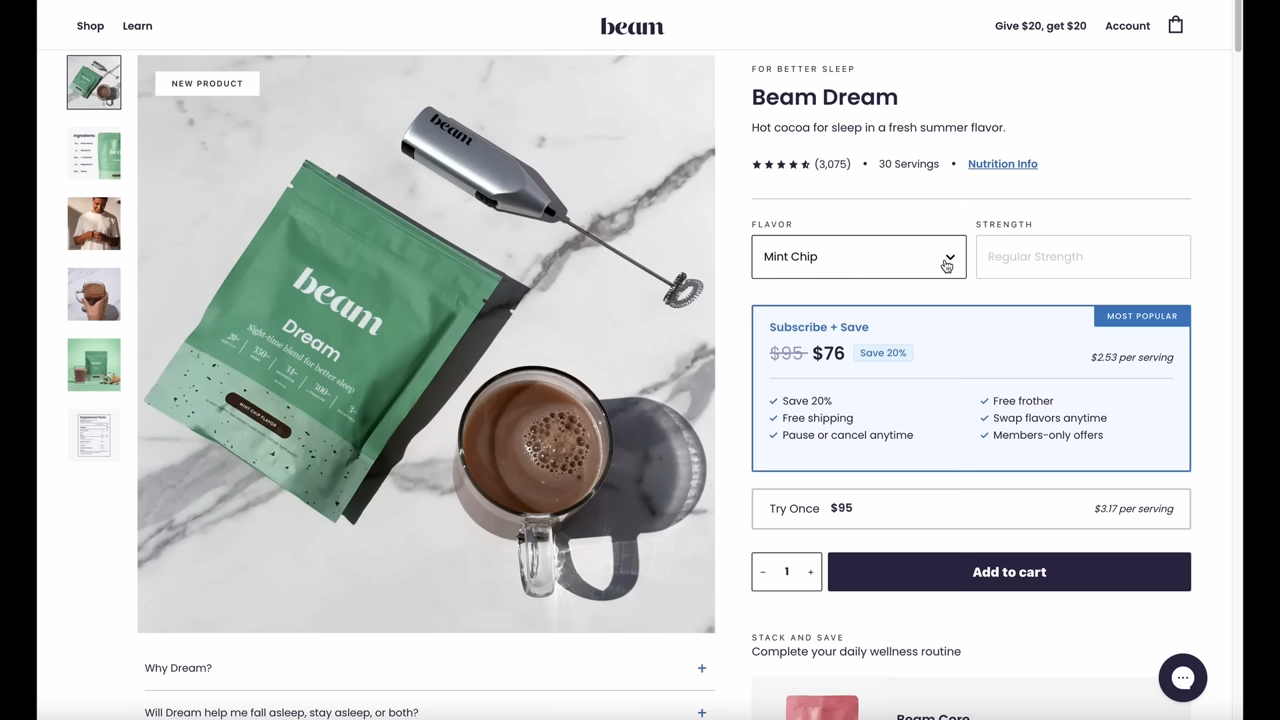 Shop
Learn
beam
Give $20, get $20
Account
NEW PRODUCT
beam
beam
Dream
Night-time blend for better sleep
MINT CHIP FLAVOR
Ingredients
FOR BETTER SLEEP
Beam Dream
Hot cocoa for sleep in a fresh summer flavor.
(3,075) • 30 Servings • Nutrition Info
FLAVOR
STRENGTH
Mint Chip
Regular Strength
MOST POPULAR
Subscribe + Save
$95 $76 Save 20%
$2.53 per serving
Save 20%
Free frother
Free shipping
Swap flavors anytime
Pause or cancel anytime
Members-only offers
Try Once $95
$3.17 per serving
− 1 +
Add to cart
STACK AND SAVE
Complete your daily wellness routine
Beam Core
Why Dream? +
Will Dream help me fall asleep, stay asleep, or both? +